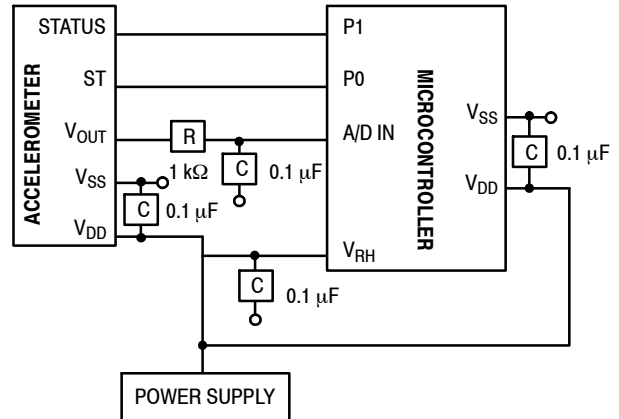 STATUS
ST
V_OUT
V_SS
V_DD
ACCELEROMETER
R
1 kΩ
C
0.1 μF
C
0.1 μF
P1
P0
A/D IN
V_RH
MICROCONTROLLER
V_SS
V_DD
C
0.1 μF
C
0.1 μF
POWER SUPPLY